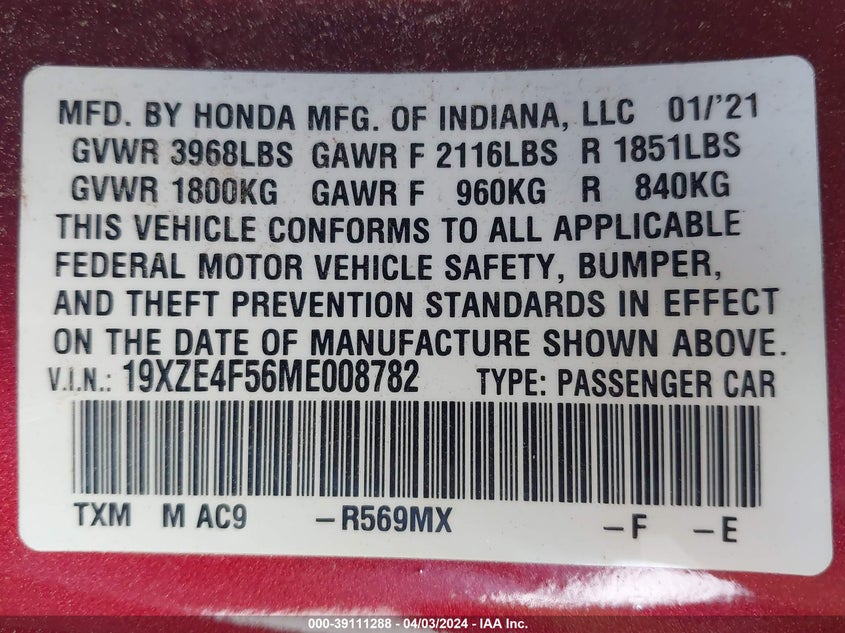 MFD. BY HONDA MFG. OF INDIANA, LLC 01/'21
GVWR 3968LBS GAWR F 2116LBS R 1851LBS
GVWR 1800KG GAWR F 960KG R 840KG
THIS VEHICLE CONFORMS TO ALL APPLICABLE
FEDERAL MOTOR VEHICLE SAFETY, BUMPER,
AND THEFT PREVENTION STANDARDS IN EFFECT
ON THE DATE OF MANUFACTURE SHOWN ABOVE.
V.I.N.: 19XZE4F56ME008782 TYPE: PASSENGER CAR
TXM M AC9 -R569MX -F -E
000-39111288 - 04/03/2024 - IAA Inc.